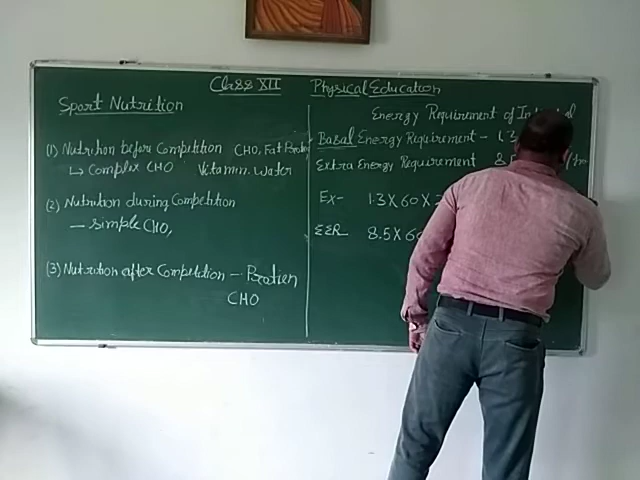 Class XII Physical Education
Sport Nutrition
(1) Nutrition before Competition CHO, Fat Protein
↳ Complex CHO Vitamin. Water
(2) Nutrition during Competition
— simple CHO,
(3) Nutrition after Competition — Protien
CHO
Energy Requirement of
Basal Energy Requirement - 1.3
Extra Energy Requirement
Ex- 1.3 X 60 X
EER 8.5 X